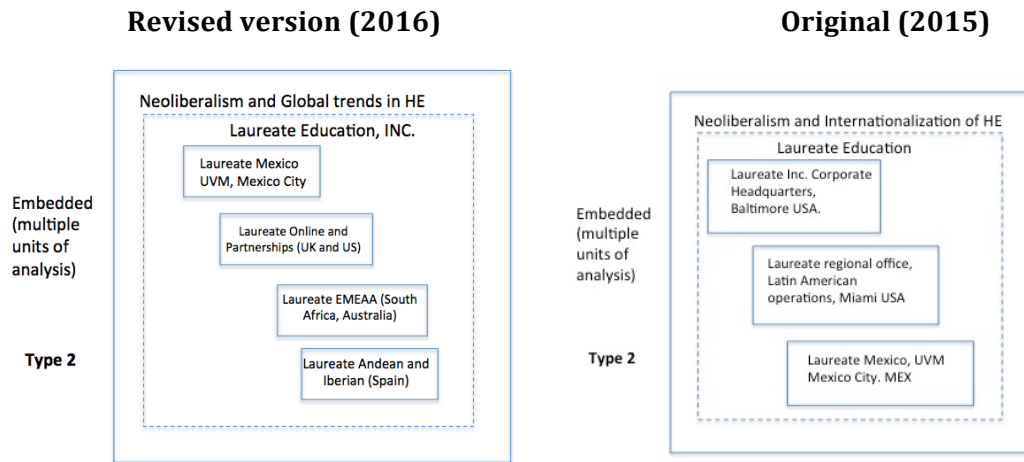 Revised version (2016)
Neoliberalism and Global trends in HE
Laureate Education, INC.
Laureate Mexico
UVM, Mexico City
Laureate Online and
Partnerships (UK and US)
Laureate EMEAA (South
Africa, Australia)
Laureate Andean and
Iberian (Spain)
Embedded
(multiple
units of
analysis)
Type 2
Original (2015)
Neoliberalism and Internationalization of HE
Laureate Education
Laureate Inc. Corporate
Headquarters,
Baltimore USA.
Laureate regional office,
Latin American
operations, Miami USA
Laureate Mexico, UVM
Mexico City. MEX
Embedded
(multiple
units of
analysis)
Type 2